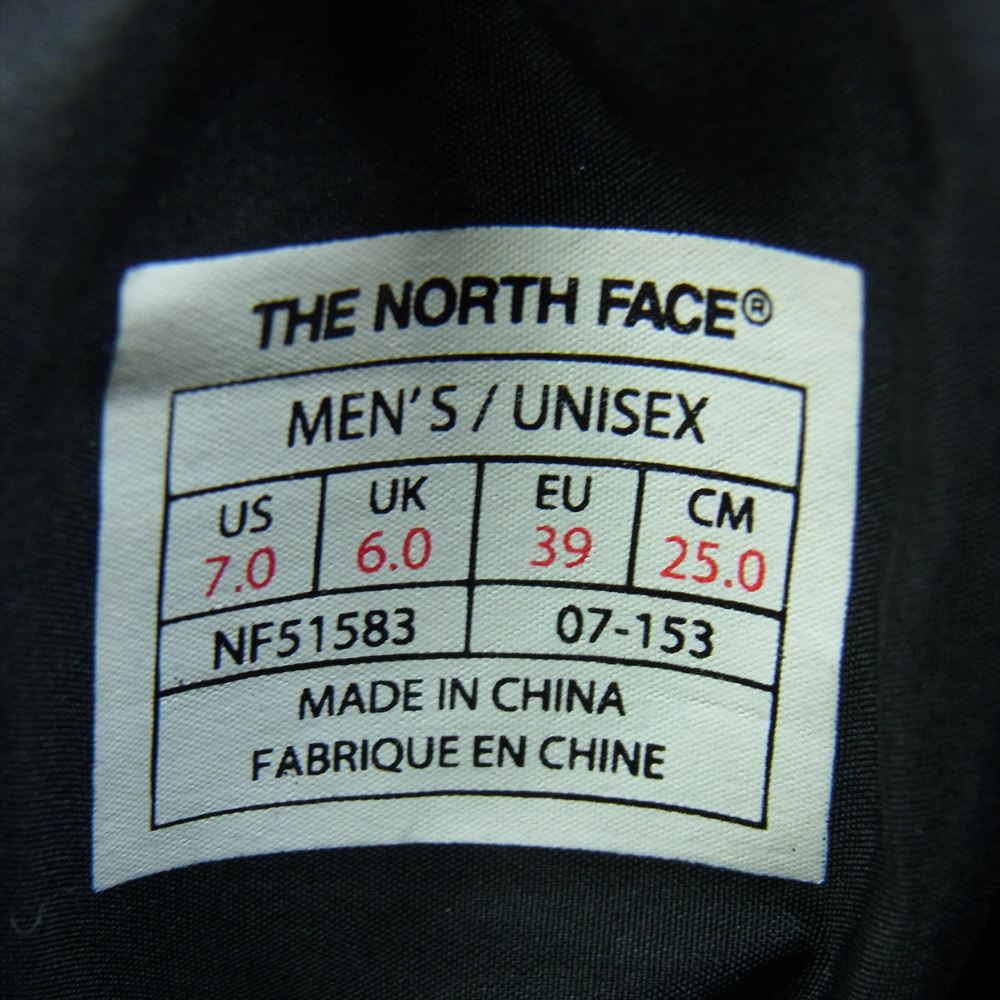 THE NORTH FACE®
MEN'S / UNISEX
US UK EU CM
7.0 6.0 39 25.0
NF51583 07-153
MADE IN CHINA
FABRIQUE EN CHINE